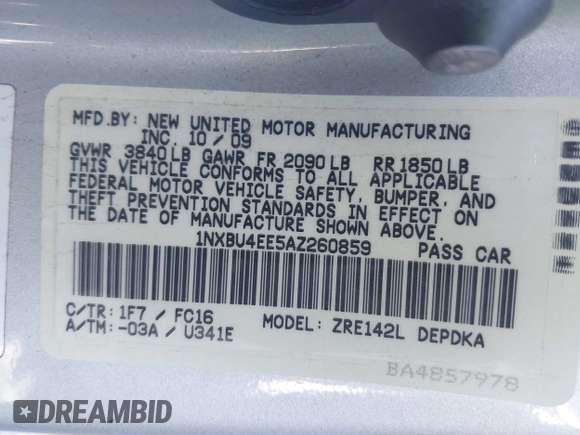 MFD.BY: NEW UNITED MOTOR MANUFACTURING
INC. 10/09
GVWR 3840LB GAWR FR 2090LB RR 1850LB
THIS VEHICLE CONFORMS TO ALL APPLICABLE
FEDERAL MOTOR VEHICLE SAFETY, BUMPER, AND
THEFT PREVENTION STANDARDS IN EFFECT ON
THE DATE OF MANUFACTURE SHOWN ABOVE.
1NXBU4EE5AZ260859 PASS CAR
C/TR: 1F7 / FC16
A/TM: -03A / U341E
MODEL: ZRE142L DEPDKA
BA4857978
DREAMBID